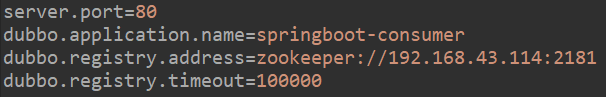 server.port=80
dubbo.application.name=springboot-consumer
dubbo.registry.address=zookeeper://192.168.43.114:2181
dubbo.registry.timeout=100000